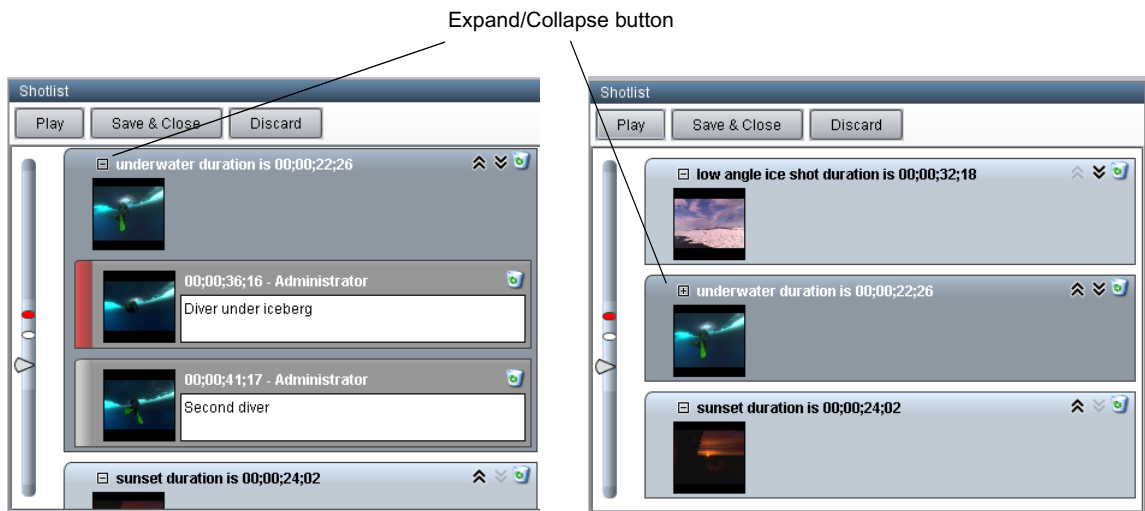 Expand/Collapse button
Shotlist
Play Save & Close Discard
underwater duration is 00;00;22;26
00;00;36;16 - Administrator
Diver under iceberg
00;00;41;17 - Administrator
Second diver
sunset duration is 00;00;24;02
Shotlist
Play Save & Close Discard
low angle ice shot duration is 00;00;32;18
underwater duration is 00;00;22;26
sunset duration is 00;00;24;02